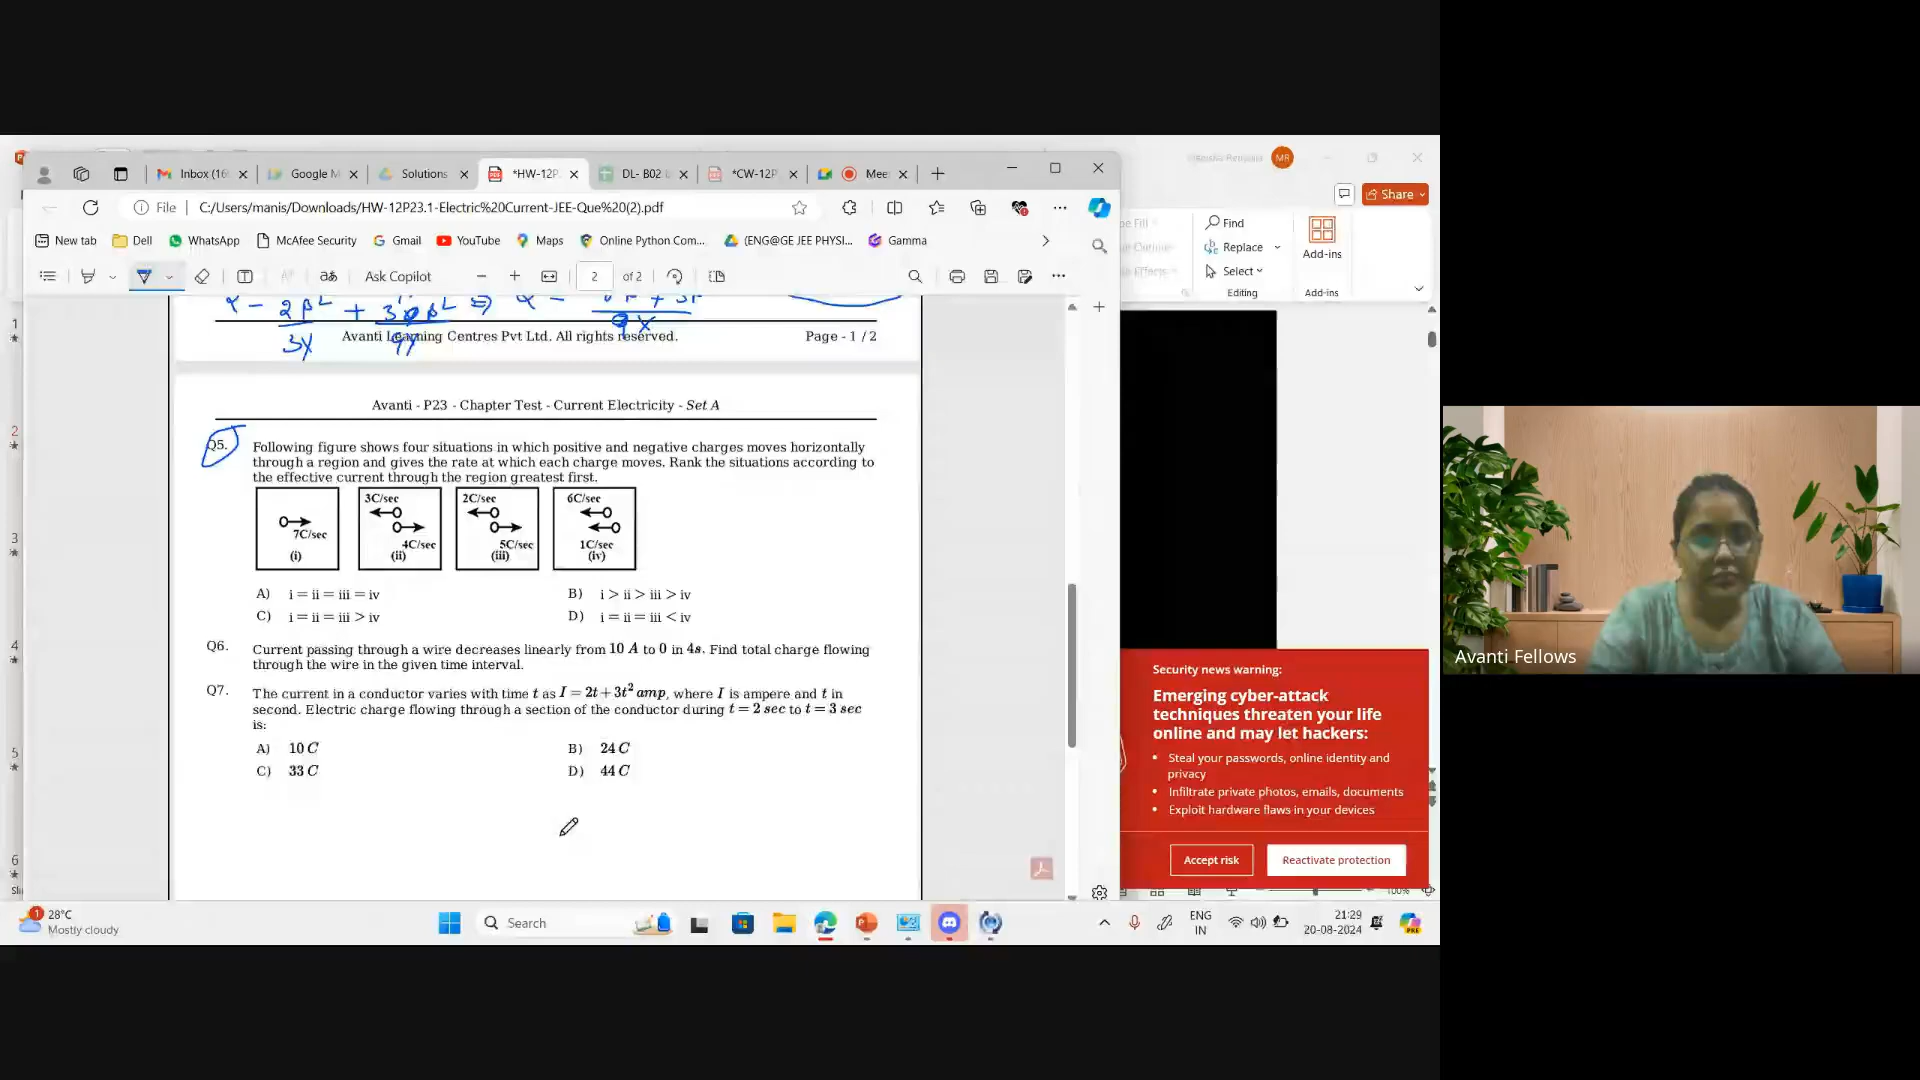 Inbox (16
Google M
Solutions
*HW-12P
DL- B02
*CW-12P
Mee
File
C:/Users/manis/Downloads/HW-12P23.1-Electric%20Current-JEE-Que%20(2).pdf
New tab
Dell
WhatsApp
McAfee Security
Gmail
YouTube
Maps
Online Python Com...
(ENG@GE JEE PHYSI...
Gamma
Ask Copilot
2 of 2
Avanti Learning Centres Pvt Ltd. All rights reserved. Page - 1 / 2
Avanti - P23 - Chapter Test - Current Electricity - Set A
Q5. Following figure shows four situations in which positive and negative charges moves horizontally
through a region and gives the rate at which each charge moves. Rank the situations according to
the effective current through the region greatest first.
7C/sec
(i)
3C/sec
4C/sec
(ii)
2C/sec
5C/sec
(iii)
6C/sec
1C/sec
(iv)
A) i = ii = iii = iv B) i > ii > iii > iv
C) i = ii = iii > iv D) i = ii = iii < iv
Q6. Current passing through a wire decreases linearly from 10 A to 0 in 4s. Find total charge flowing
through the wire in the given time interval.
Q7. The current in a conductor varies with time t as I = 2t + 3t² amp, where I is ampere and t in
second. Electric charge flowing through a section of the conductor during t = 2 sec to t = 3 sec
is:
A) 10 C B) 24 C
C) 33 C D) 44 C
MR
Share
Find
Replace
Select
Editing
Add-ins
Add-ins
1
2
3
4
5
6
Security news warning:
Emerging cyber-attack
techniques threaten your life
online and may let hackers:
• Steal your passwords, online identity and
privacy
• Infiltrate private photos, emails, documents
• Exploit hardware flaws in your devices
Accept risk
Reactivate protection
100%
Avanti Fellows
1
28°C
Mostly cloudy
Search
ENG
IN
21:29
20-08-2024